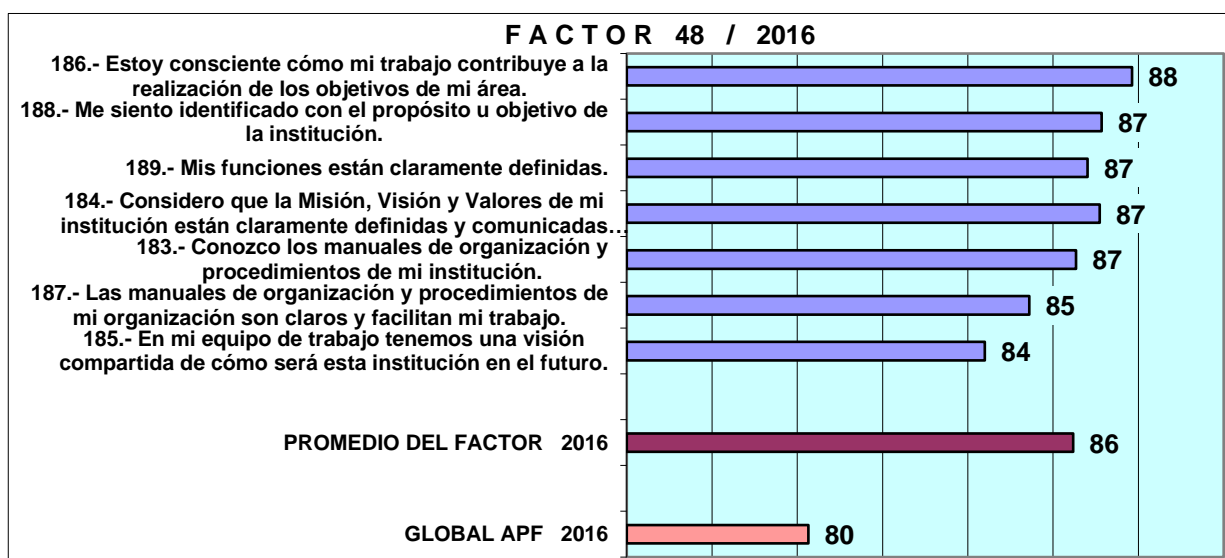 F A C T O R 48 / 2016
186.- Estoy consciente cómo mi trabajo contribuye a la
realización de los objetivos de mi área.
88
188.- Me siento identificado con el propósito u objetivo de
la institución.
87
189.- Mis funciones están claramente definidas.
87
184.- Considero que la Misión, Visión y Valores de mi
institución están claramente definidas y comunicadas…
87
183.- Conozco los manuales de organización y
procedimientos de mi institución.
87
187.- Las manuales de organización y procedimientos de
mi organización son claros y facilitan mi trabajo.
85
185.- En mi equipo de trabajo tenemos una visión
compartida de cómo será esta institución en el futuro.
84
PROMEDIO DEL FACTOR 2016
86
GLOBAL APF 2016
80